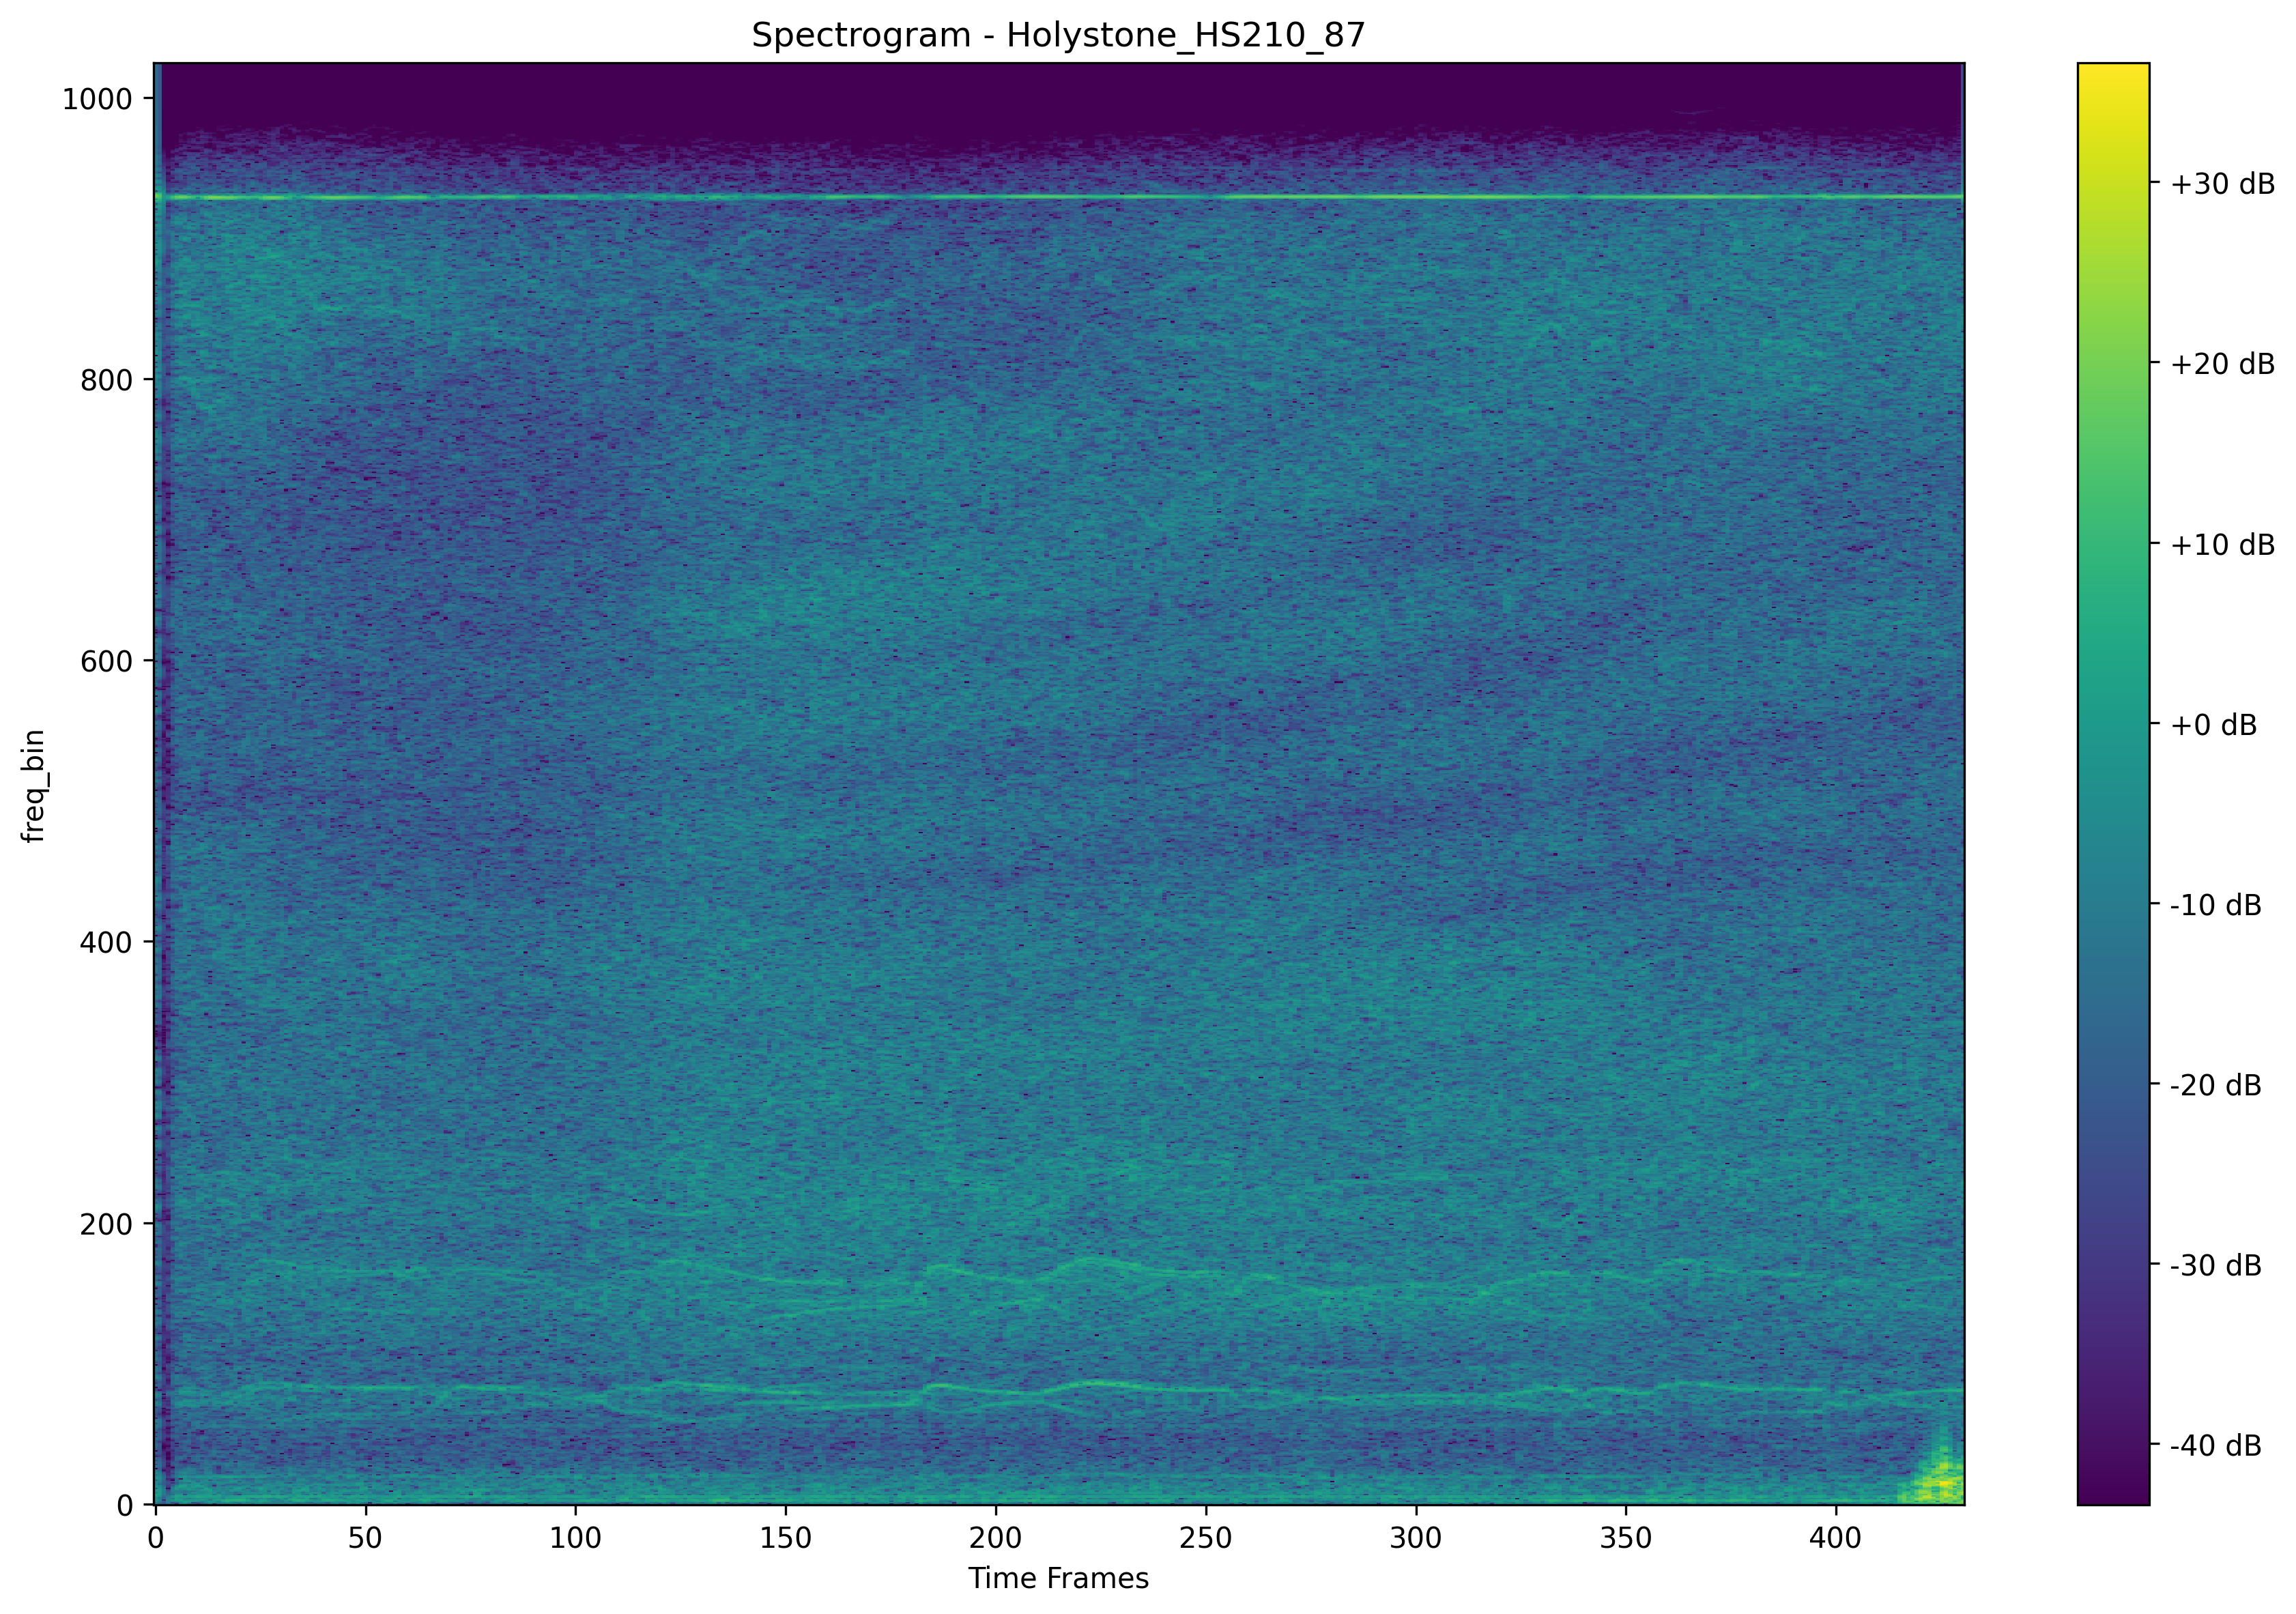 Spectrogram - Holystone_HS210_87
1000
800
600
400
200
0
freq_bin
0 50 100 150 200 250 300 350 400
Time Frames
+30 dB
+20 dB
+10 dB
+0 dB
-10 dB
-20 dB
-30 dB
-40 dB